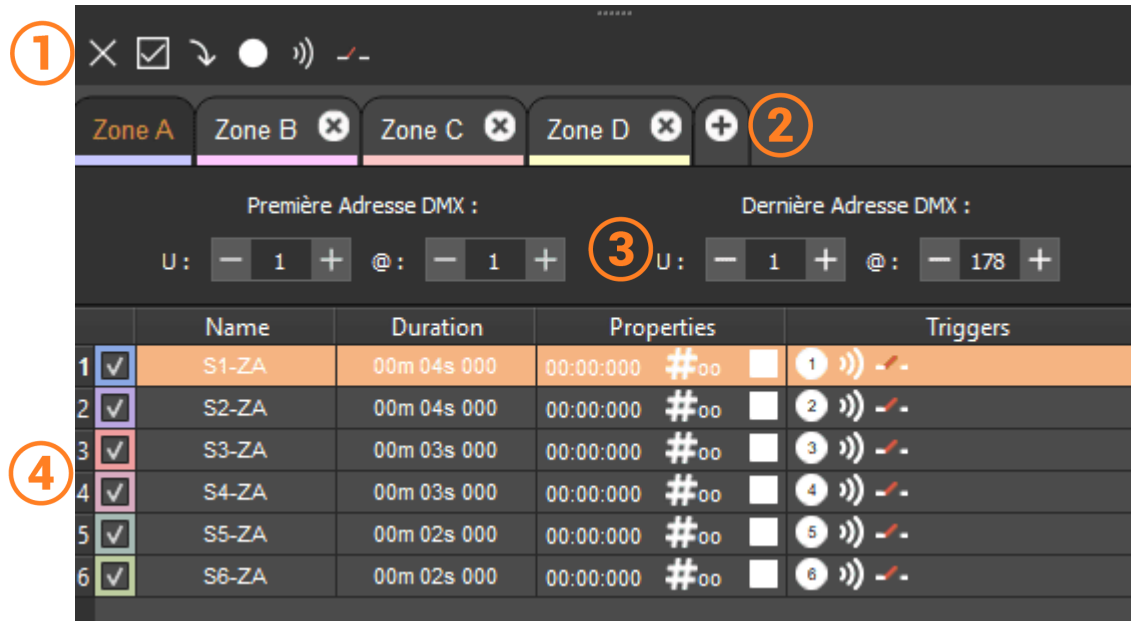 1
Zone A Zone B Zone C Zone D 2
Première Adresse DMX : Dernière Adresse DMX :
U : 1 @ : 1 3 U : 1 @ : 178
Name Duration Properties Triggers
1 S1-ZA 00m 04s 000 00:00:000 #oo 1
2 S2-ZA 00m 04s 000 00:00:000 #oo 2
3 S3-ZA 00m 03s 000 00:00:000 #oo 3
4
4 S4-ZA 00m 03s 000 00:00:000 #oo 4
5 S5-ZA 00m 02s 000 00:00:000 #oo 5
6 S6-ZA 00m 02s 000 00:00:000 #oo 6